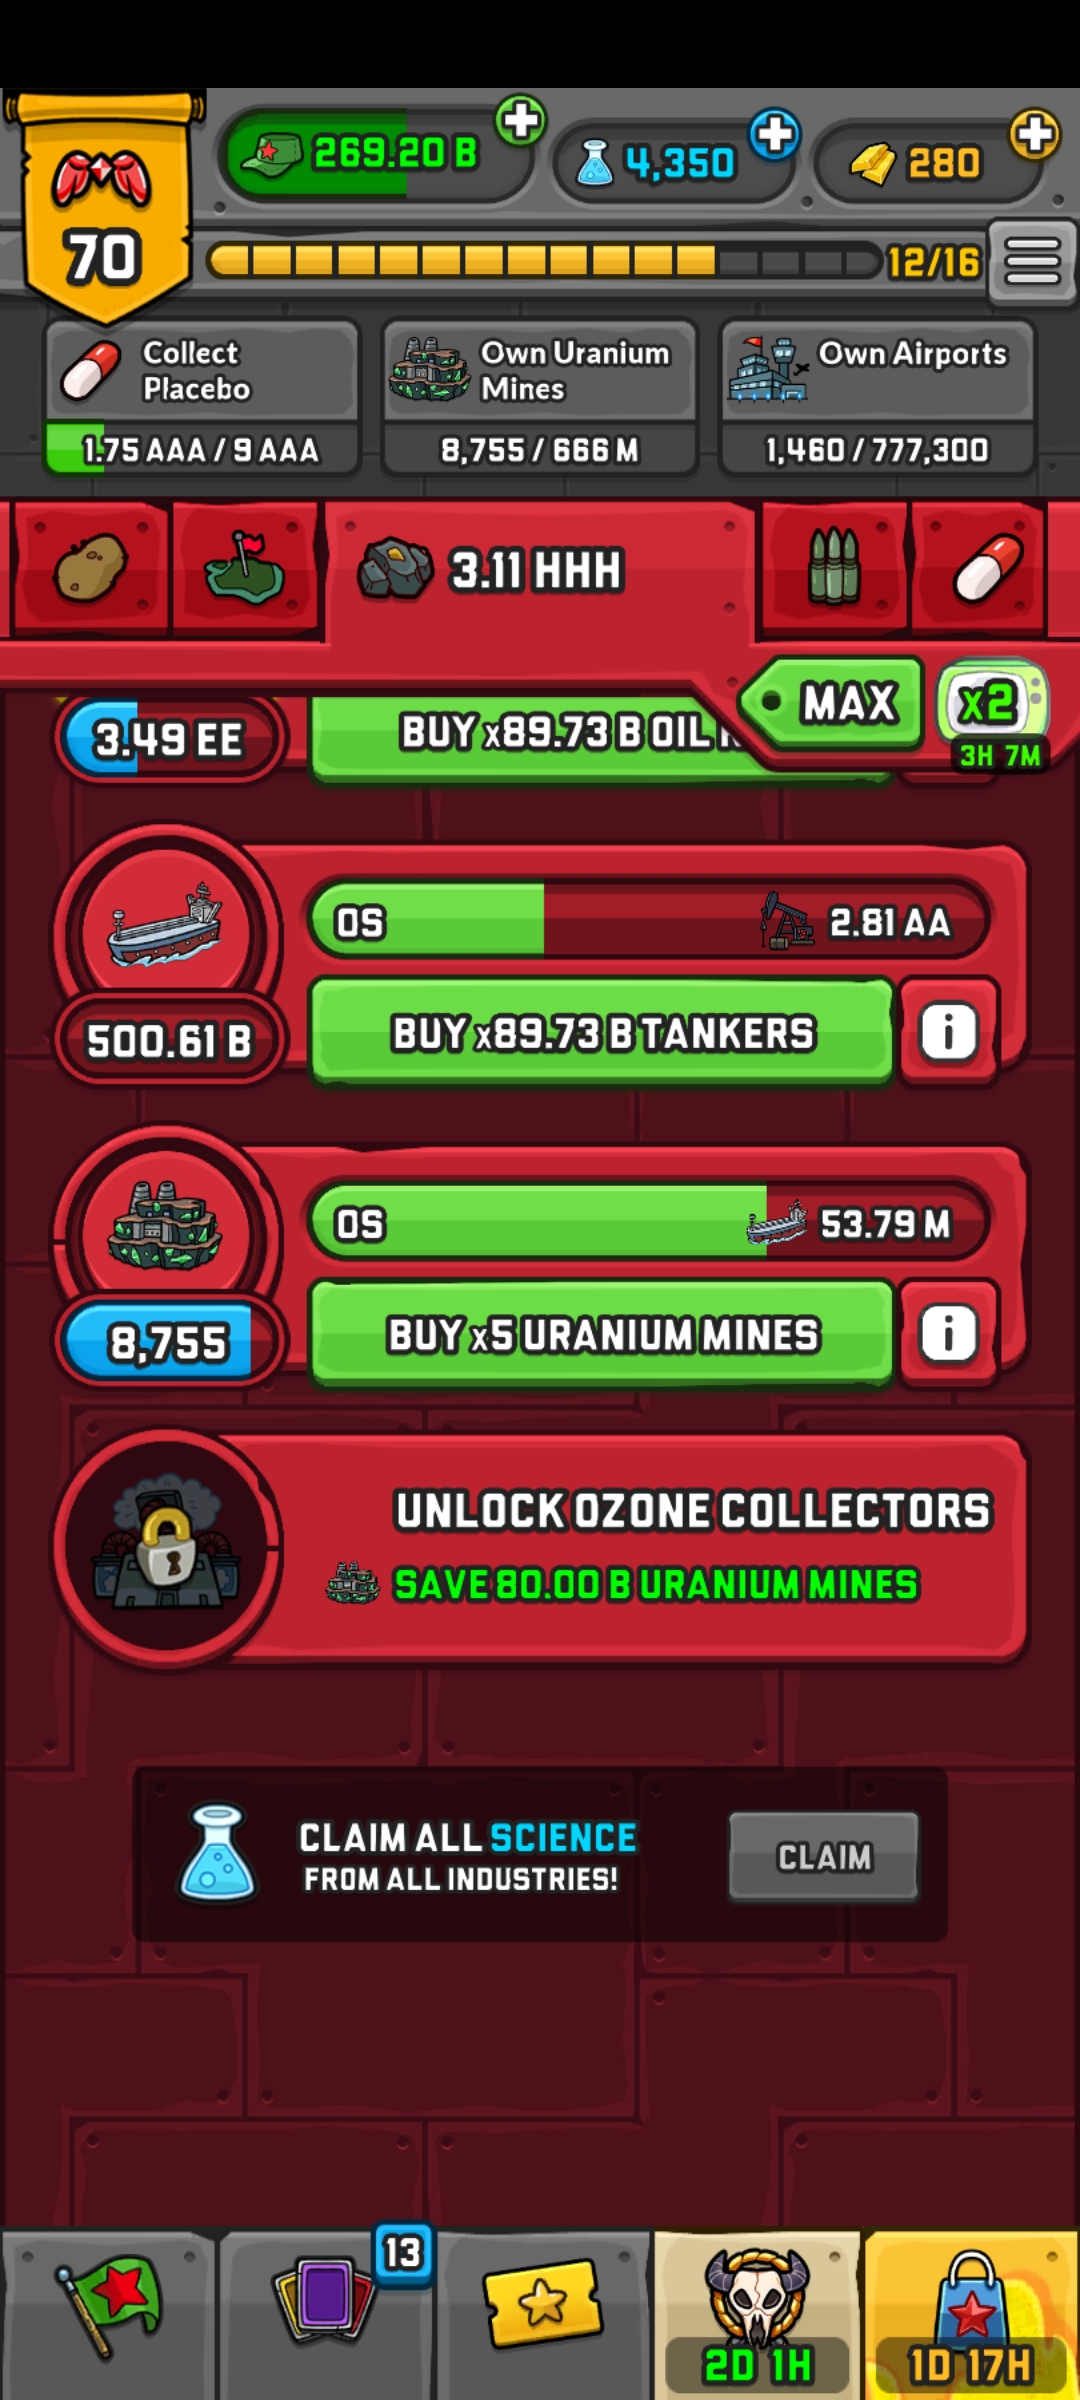 269.20 B
4,350
280
70
12/16
Collect
Placebo
Own Uranium
Mines
Own Airports
1.75 AAA / 9 AAA
8,755 / 666 M
1,460 / 777,300
3.11 HHH
MAX
x2
3H 7M
3.49 EE
BUY x89.73 B OIL
0S
2.81 AA
500.61 B
BUY x89.73 B TANKERS
i
0S
53.79 M
8,755
BUY x5 URANIUM MINES
i
UNLOCK OZONE COLLECTORS
SAVE 80.00 B URANIUM MINES
CLAIM ALL SCIENCE
FROM ALL INDUSTRIES!
CLAIM
13
2D 1H
1D 17H